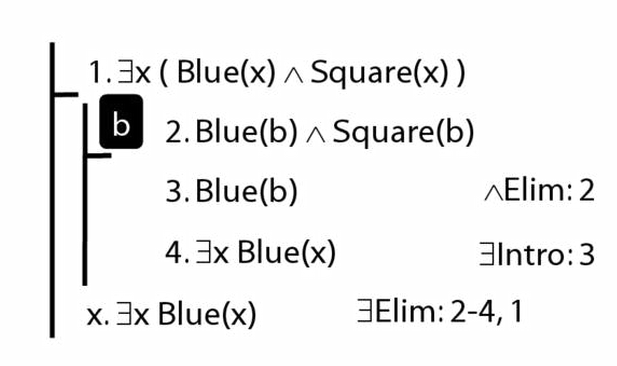 1. ∃x ( Blue(x) ∧ Square(x) )
b 2. Blue(b) ∧ Square(b)
3. Blue(b) ∧Elim: 2
4. ∃x Blue(x) ∃Intro: 3
x. ∃x Blue(x) ∃Elim: 2-4, 1